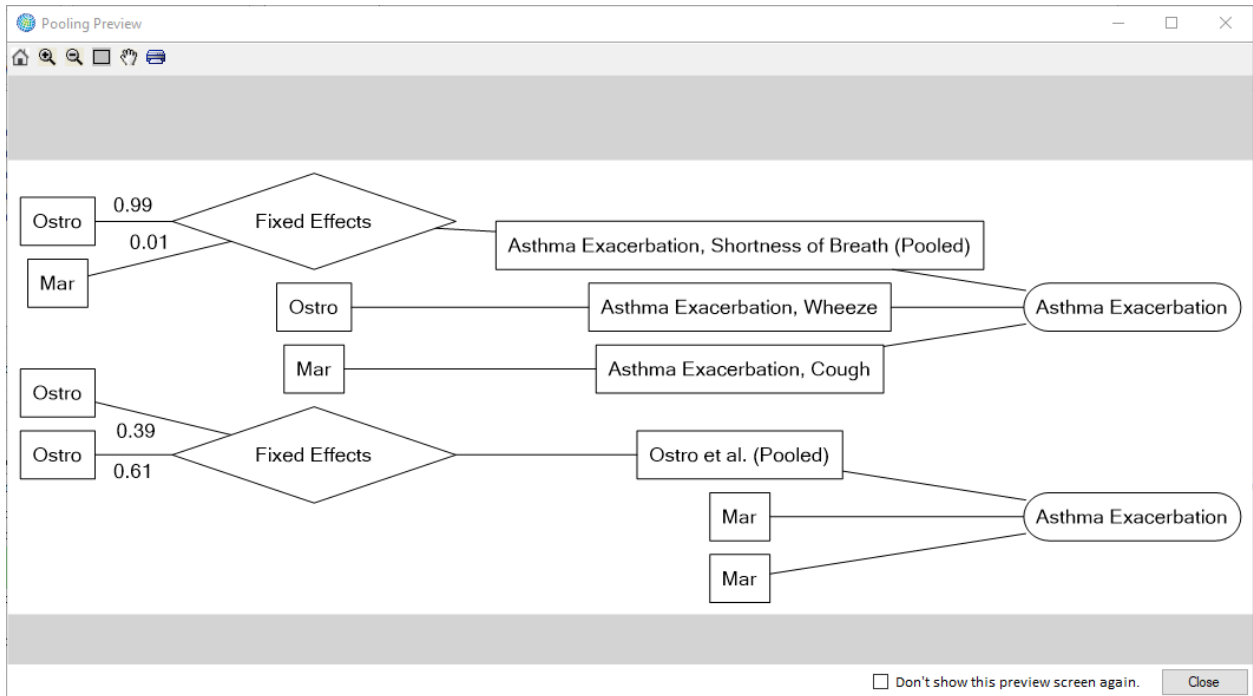 Pooling Preview
Ostro
0.99
Fixed Effects
0.01
Mar
Asthma Exacerbation, Shortness of Breath (Pooled)
Ostro
Asthma Exacerbation, Wheeze
Asthma Exacerbation
Mar
Asthma Exacerbation, Cough
Ostro
0.39
Ostro
0.61
Fixed Effects
Ostro et al. (Pooled)
Mar
Asthma Exacerbation
Mar
Don't show this preview screen again.
Close